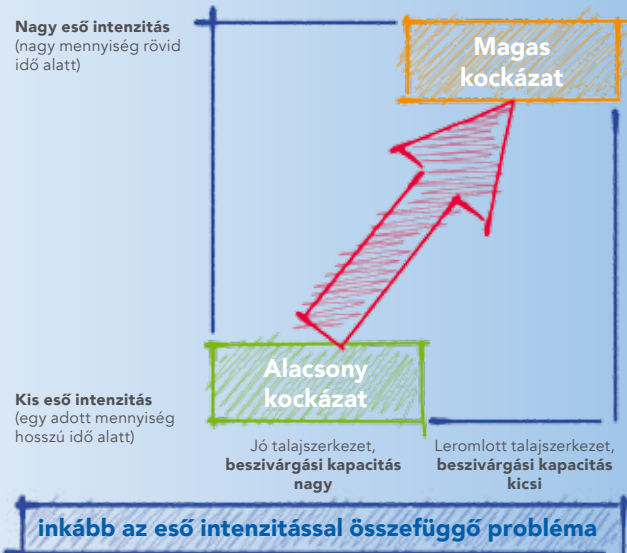 Nagy eső intenzitás
(nagy mennyiség rövid
idő alatt)
Magas
kockázat
Alacsony
kockázat
Kis eső intenzitás
(egy adott mennyiség
hosszú idő alatt)
Jó talajszerkezet,
beszivárgási kapacitás
nagy
Leromlott talajszerkezet,
beszivárgási kapacitás
kicsi
inkább az eső intenzitással összefüggő probléma